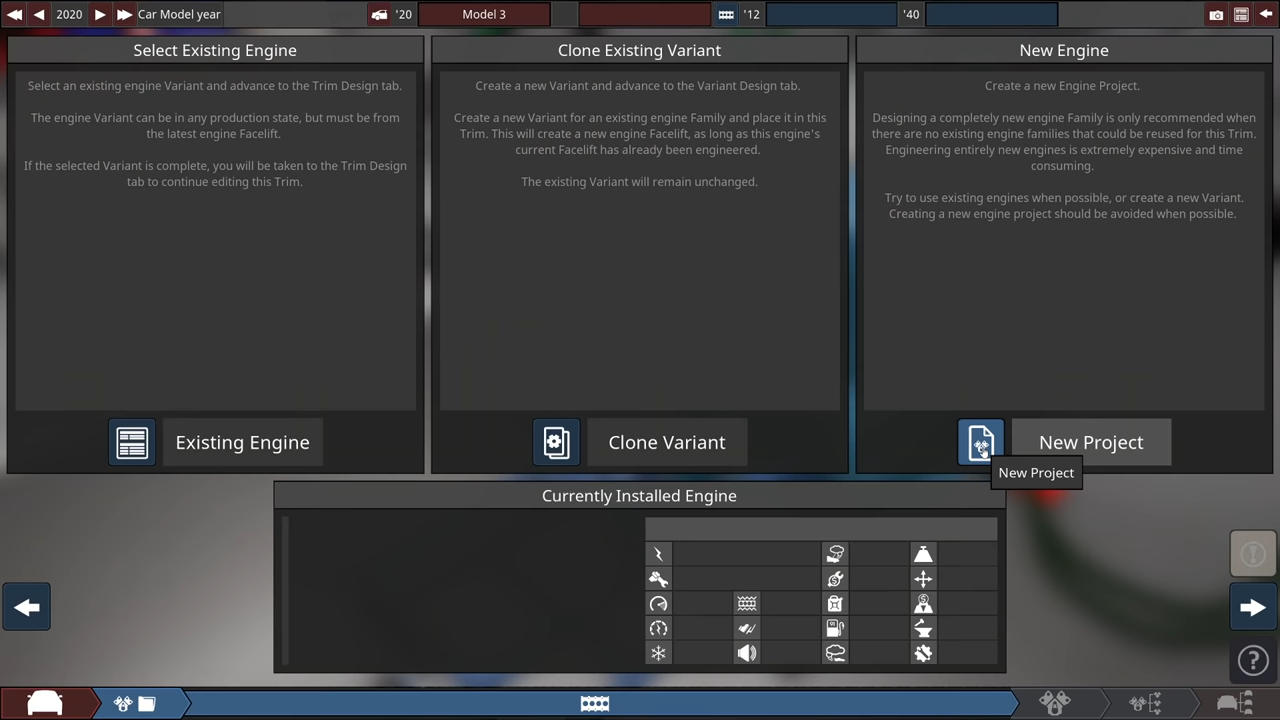 2020
Car Model year
'20
Model 3
'12
'40
Select Existing Engine
Select an existing engine Variant and advance to the Trim Design tab.
The engine Variant can be in any production state, but must be from
the latest engine Facelift.
If the selected Variant is complete, you will be taken to the Trim Design
tab to continue editing this Trim.
Existing Engine
Clone Existing Variant
Create a new Variant and advance to the Variant Design tab.
Create a new Variant for an existing engine Family and place it in this
Trim. This will create a new engine Facelift, as long as this engine's
current Facelift has already been engineered.
The existing Variant will remain unchanged.
Clone Variant
New Engine
Create a new Engine Project.
Designing a completely new engine Family is only recommended when
there are no existing engine families that could be reused for this Trim.
Engineering entirely new engines is extremely expensive and time
consuming.
Try to use existing engines when possible, or create a new Variant.
Creating a new engine project should be avoided when possible.
New Project
New Project
Currently Installed Engine